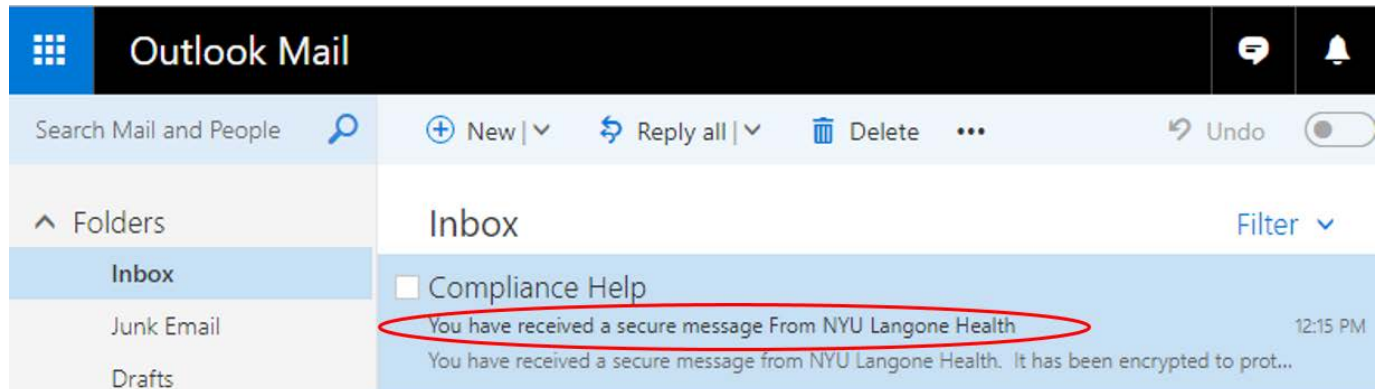 Outlook Mail
Search Mail and People New | Reply all | Delete ••• Undo
Folders
Inbox Filter
Inbox
Compliance Help
Junk Email
You have received a secure message From NYU Langone Health 12:15 PM
You have received a secure message from NYU Langone Health. It has been encrypted to prot...
Drafts